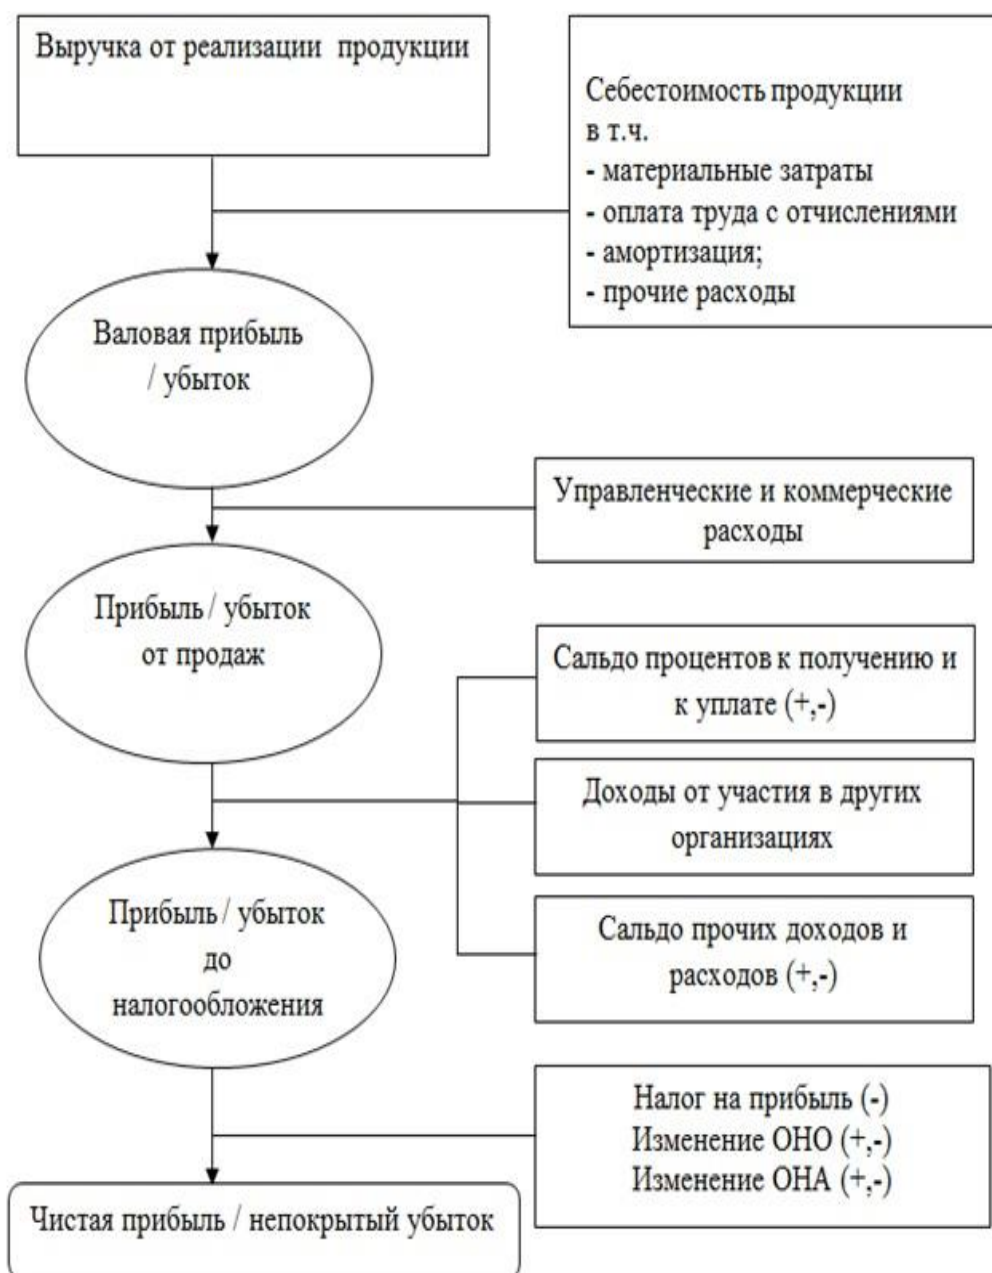 Выручка от реализации продукции
Себестоимость продукции
в т.ч.
- материальные затраты
- оплата труда с отчислениями
- амортизация;
- прочие расходы
Валовая прибыль
/ убыток
Управленческие и коммерческие
расходы
Прибыль / убыток
от продаж
Сальдо процентов к получению и
к уплате (+,-)
Доходы от участия в других
организациях
Сальдо прочих доходов и
расходов (+,-)
Прибыль / убыток
до
налогообложения
Налог на прибыль (-)
Изменение ОНО (+,-)
Изменение ОНА (+,-)
Чистая прибыль / непокрытый убыток